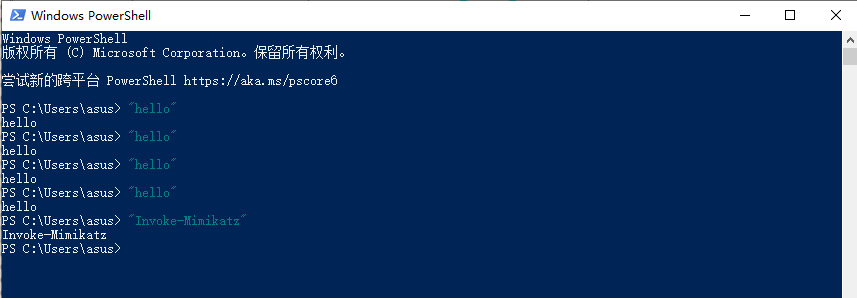 Windows PowerShell
Windows PowerShell
版权所有 (C) Microsoft Corporation。保留所有权利。
尝试新的跨平台 PowerShell https://aka.ms/pscore6
PS C:\Users\asus> "hello"
hello
PS C:\Users\asus> "hello"
hello
PS C:\Users\asus> "hello"
hello
PS C:\Users\asus> "hello"
hello
PS C:\Users\asus> "Invoke-Mimikatz"
Invoke-Mimikatz
PS C:\Users\asus>